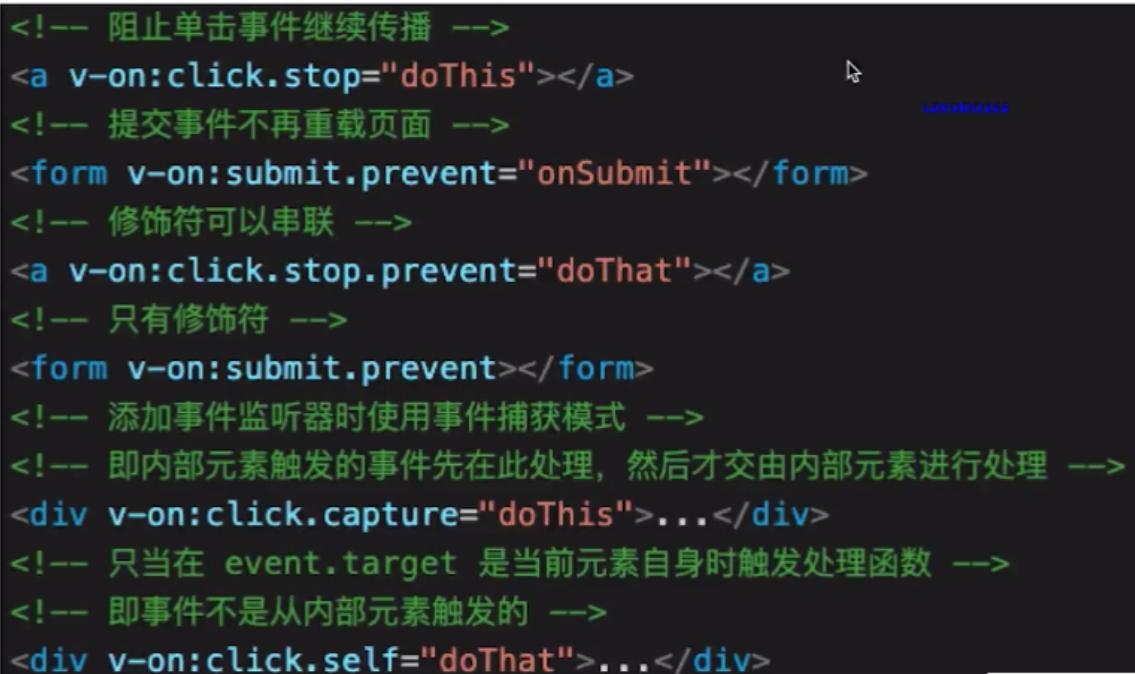 <!-- 阻止单击事件继续传播 -->
<a v-on:click.stop="doThis"></a>
<!-- 提交事件不再重载页面 -->
<form v-on:submit.prevent="onSubmit"></form>
<!-- 修饰符可以串联 -->
<a v-on:click.stop.prevent="doThat"></a>
<!-- 只有修饰符 -->
<form v-on:submit.prevent></form>
<!-- 添加事件监听器时使用事件捕获模式 -->
<!-- 即内部元素触发的事件先在此处理，然后才交由内部元素进行处理 -->
<div v-on:click.capture="doThis">...</div>
<!-- 只当在 event.target 是当前元素自身时触发处理函数 -->
<!-- 即事件不是从内部元素触发的 -->
<div v-on:click.self="doThat">...</div>